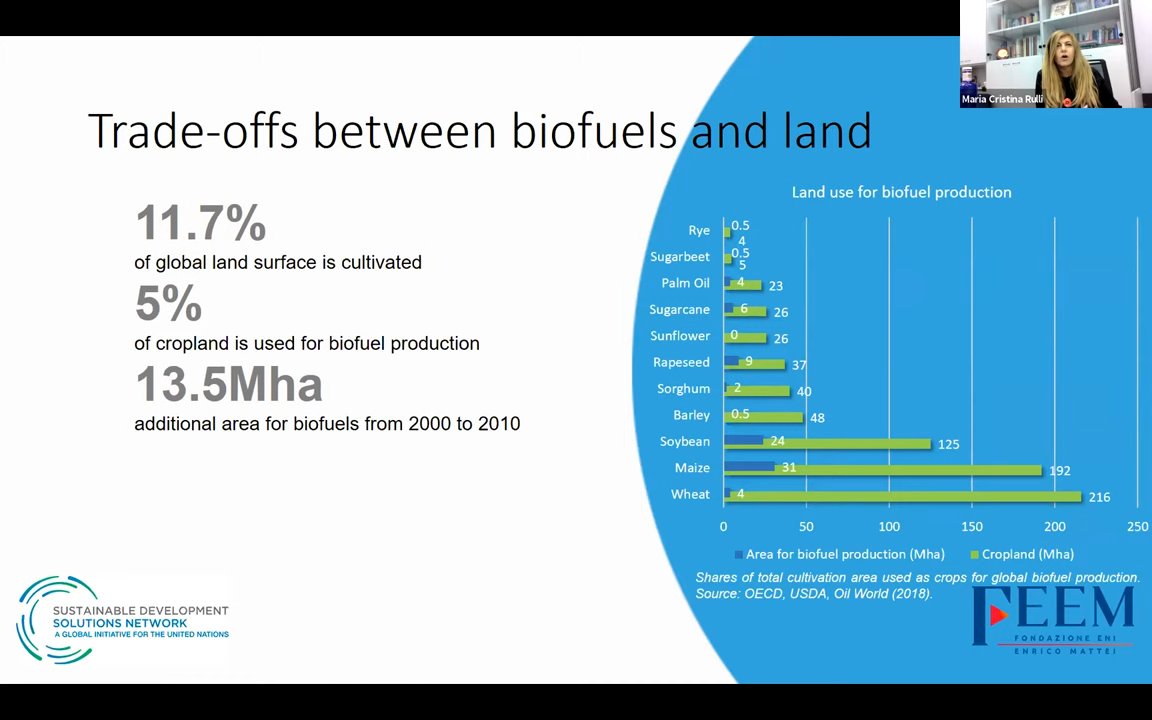 Maria Cristina Rulli
Trade-offs between biofuels and land
11.7%
of global land surface is cultivated
5%
of cropland is used for biofuel production
13.5Mha
additional area for biofuels from 2000 to 2010
Land use for biofuel production
Rye 0.5
4
Sugarbeet 0.5
5
Palm Oil 4 23
Sugarcane 6 26
Sunflower 0 26
Rapeseed 9 37
Sorghum 2 40
Barley 0.5 48
Soybean 24 125
Maize 31 192
Wheat 4 216
0 50 100 150 200 250
Area for biofuel production (Mha) Cropland (Mha)
Shares of total cultivation area used as crops for global biofuel production.
Source: OECD, USDA, Oil World (2018).
SUSTAINABLE DEVELOPMENT
SOLUTIONS NETWORK
A GLOBAL INITIATIVE FOR THE UNITED NATIONS
FEEM
FONDAZIONE ENI
ENRICO MATTEI